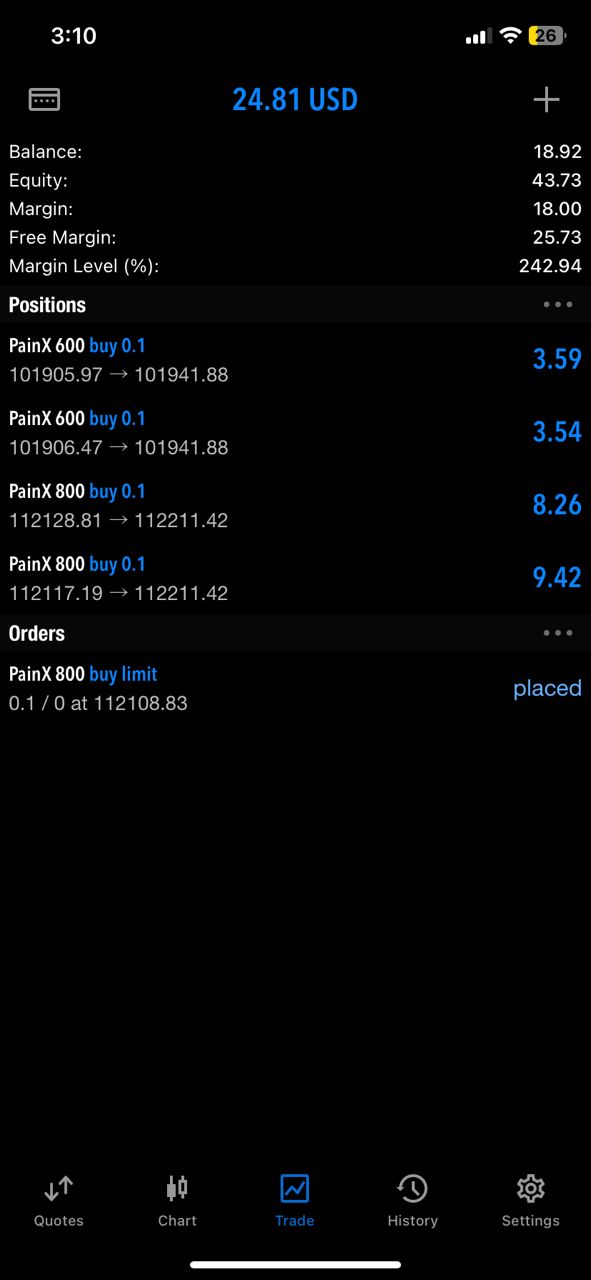 3:10
26
24.81 USD
Balance: 18.92
Equity: 43.73
Margin: 18.00
Free Margin: 25.73
Margin Level (%): 242.94
Positions
PainX 600 buy 0.1
101905.97 → 101941.88 3.59
PainX 600 buy 0.1
101906.47 → 101941.88 3.54
PainX 800 buy 0.1
112128.81 → 112211.42 8.26
PainX 800 buy 0.1
112117.19 → 112211.42 9.42
Orders
PainX 800 buy limit
0.1 / 0 at 112108.83 placed
Quotes Chart Trade History Settings